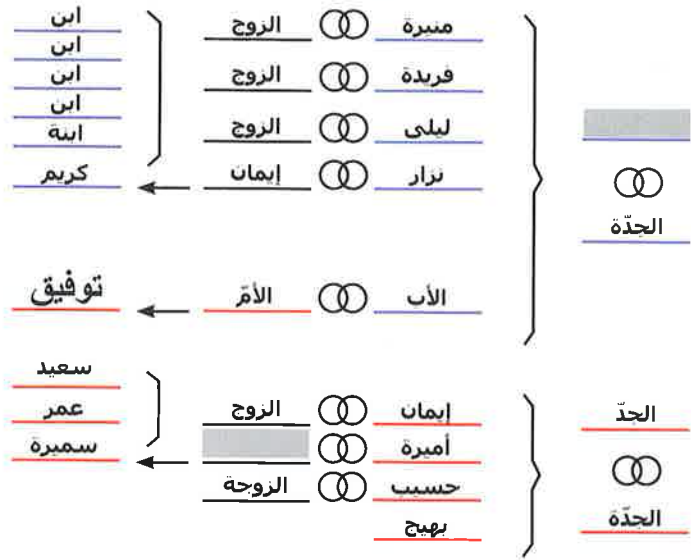 منيرة الزوج ابن
ابن
فريدة الزوج ابن
ابن
ليلى الزوج ابنة
نزار إيمان كريم
الجدّة
الأب الأمّ توفيق
سعيد
الجدّ إيمان الزوج عمر
أميرة سميرة
حسيب الزوجة
الجدّة بهيج